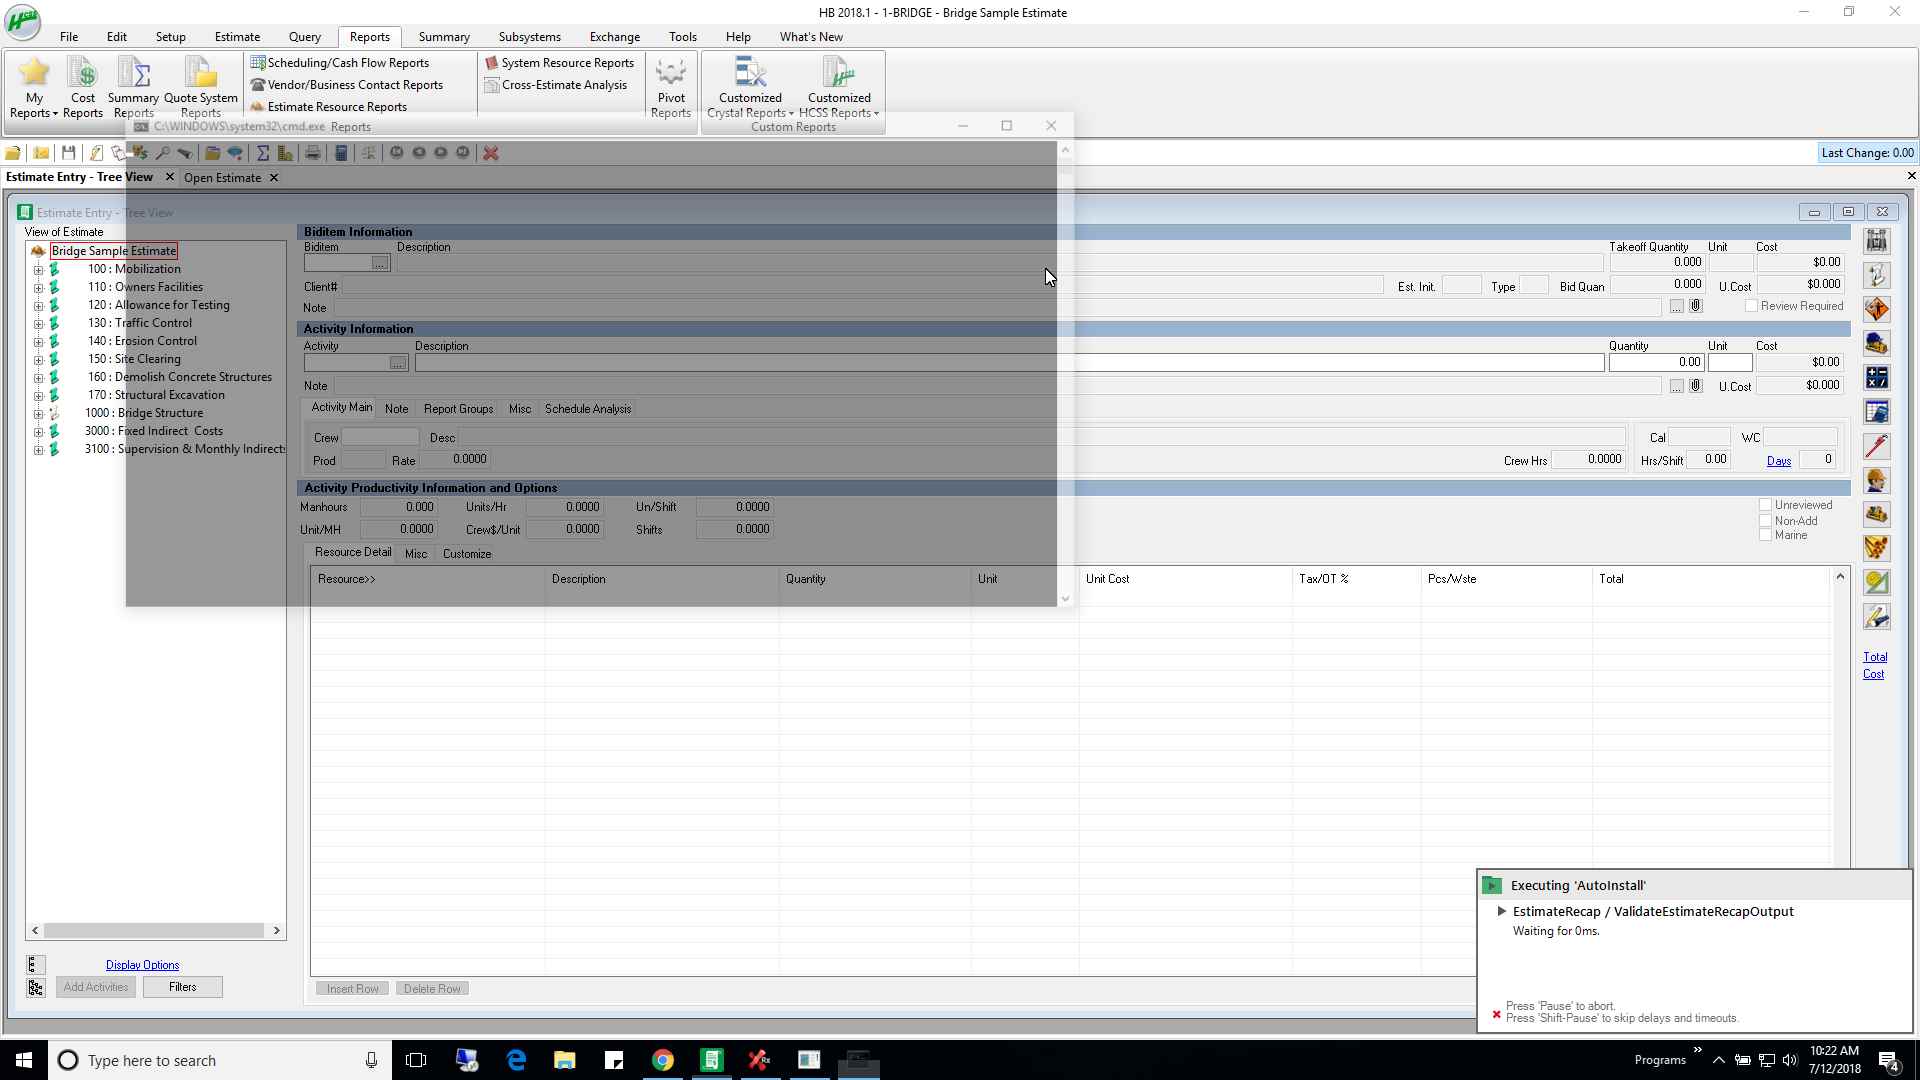 HB 2018.1 - 1-BRIDGE - Bridge Sample Estimate
File Edit Setup Estimate Query Reports Summary Subsystems Exchange Tools Help What's New
My Reports
Cost Reports
Summary Reports
Quote System Reports
Scheduling/Cash Flow Reports
Vendor/Business Contact Reports
Estimate Resource Reports
System Resource Reports
Cross-Estimate Analysis
Pivot Reports
Customized Crystal Reports
Customized HCSS Reports
Reports
Custom Reports
C:\WINDOWS\system32\cmd.exe
Last Change: 0.00
Estimate Entry - Tree View
Open Estimate
Estimate Entry - Tree View
View of Estimate
Bridge Sample Estimate
100 : Mobilization
110 : Owners Facilities
120 : Allowance for Testing
130 : Traffic Control
140 : Erosion Control
150 : Site Clearing
160 : Demolish Concrete Structures
170 : Structural Excavation
1000 : Bridge Structure
3000 : Fixed Indirect Costs
3100 : Supervision & Monthly Indirects
Display Options
Add Activities
Filters
Biditem Information
Biditem Description Takeoff Quantity Unit Cost
... 0.000 $0.00
Client# Est. Init. Type Bid Quan 0.000 U.Cost $0.000
Note ... Review Required
Activity Information
Activity Description Quantity Unit Cost
... 0.00 $0.00
Note ... U.Cost $0.000
Activity Main Note Report Groups Misc Schedule Analysis
Crew Desc Cal WC
Prod Rate 0.0000 Crew Hrs 0.0000 Hrs/Shift 0.00 Days 0
Activity Productivity Information and Options
Manhours 0.000 Units/Hr 0.0000 Un/Shift 0.0000
Unit/MH 0.0000 Crew$/Unit 0.0000 Shifts 0.0000
Unreviewed
Non-Add
Marine
Resource Detail Misc Customize
Resource>> Description Quantity Unit Unit Cost Tax/OT % Pcs/Wste Total
Insert Row
Delete Row
Total Cost
Executing 'AutoInstall'
EstimateRecap / ValidateEstimateRecapOutput
Waiting for 0ms.
Press 'Pause' to abort.
Press 'Shift-Pause' to skip delays and timeouts.
Type here to search
Programs
10:22 AM
7/12/2018
4